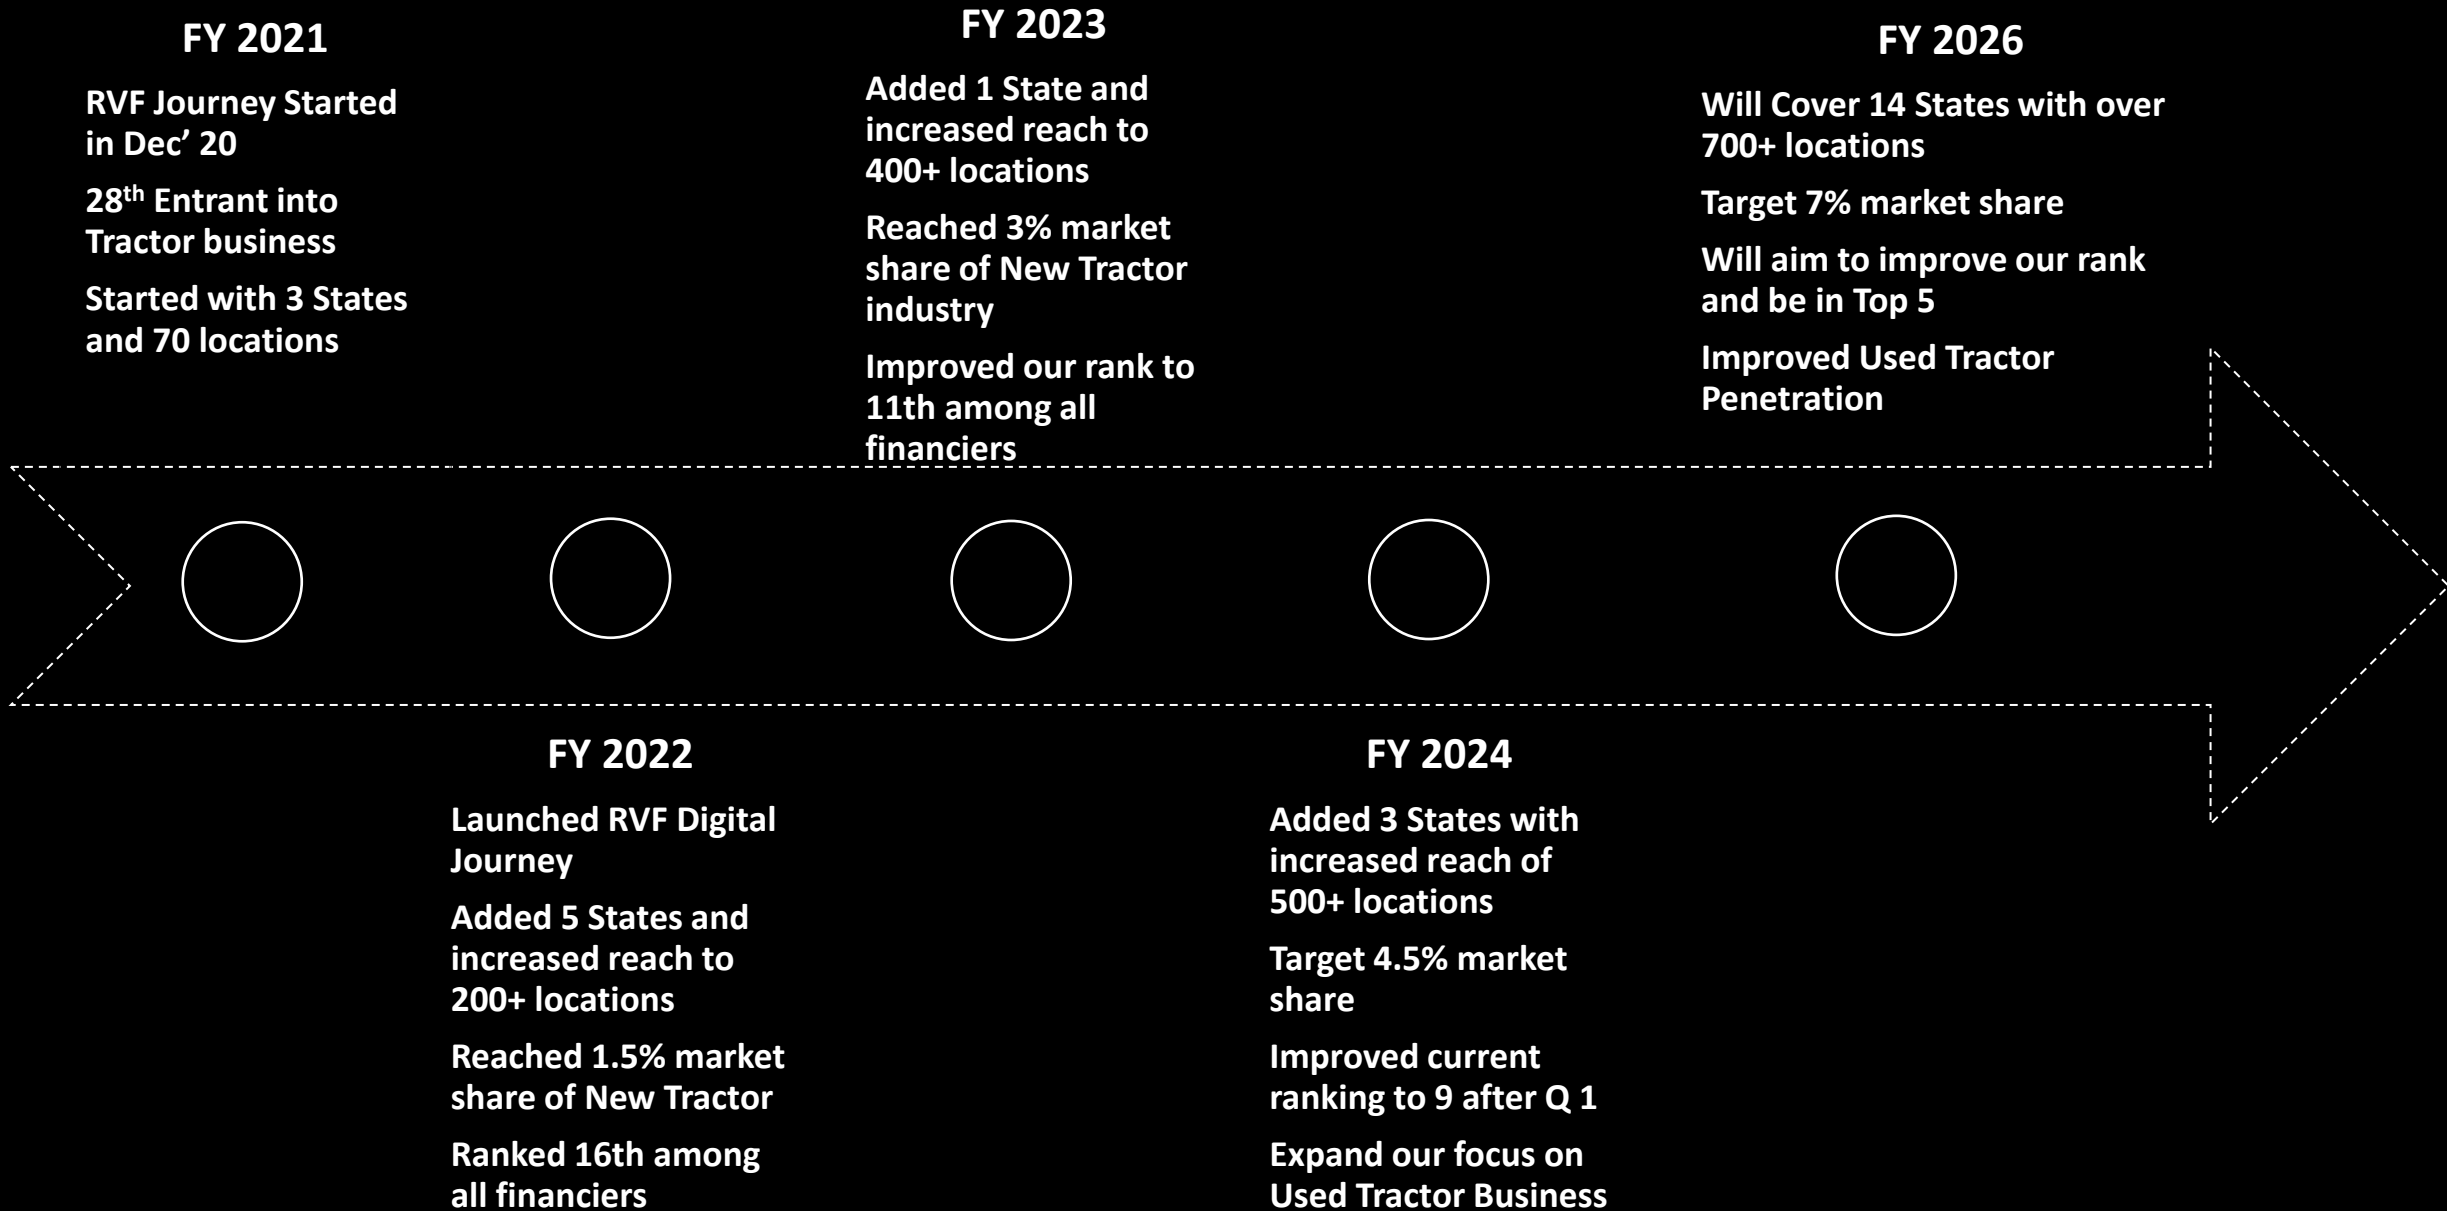 FY 2021
RVF Journey Started
in Dec’ 20
28th Entrant into
Tractor business
Started with 3 States
and 70 locations
FY 2022
Launched RVF Digital
Journey
Added 5 States and
increased reach to
200+ locations
Reached 1.5% market
share of New Tractor
Ranked 16th among
all financiers
FY 2023
Added 1 State and
increased reach to
400+ locations
Reached 3% market
share of New Tractor
industry
Improved our rank to
11th among all
financiers
FY 2024
Added 3 States with
increased reach of
500+ locations
Target 4.5% market
share
Improved current
ranking to 9 after Q 1
Expand our focus on
Used Tractor Business
FY 2026
Will Cover 14 States with over
700+ locations
Target 7% market share
Will aim to improve our rank
and be in Top 5
Improved Used Tractor
Penetration